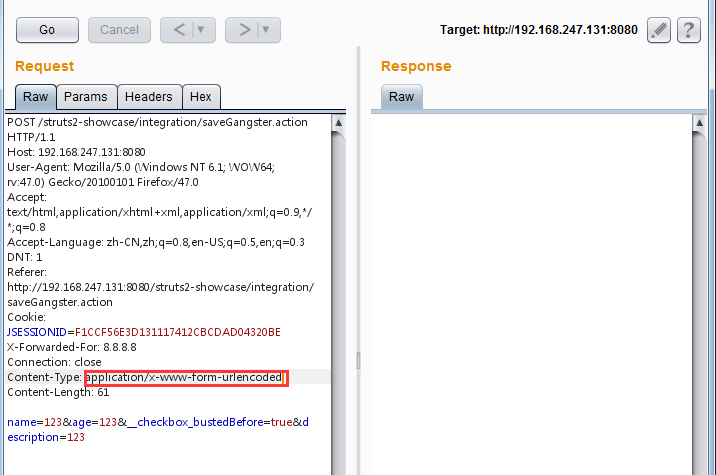 Go Cancel < > Target: http://192.168.247.131:8080 ?
Request Response
Raw Params Headers Hex Raw
POST /struts2-showcase/integration/saveGangster.action
HTTP/1.1
Host: 192.168.247.131:8080
User-Agent: Mozilla/5.0 (Windows NT 6.1; WOW64;
rv:47.0) Gecko/20100101 Firefox/47.0
Accept:
text/html,application/xhtml+xml,application/xml;q=0.9,*/
*;q=0.8
Accept-Language: zh-CN,zh;q=0.8,en-US;q=0.5,en;q=0.3
DNT: 1
Referer:
http://192.168.247.131:8080/struts2-showcase/integration/
saveGangster.action
Cookie:
JSESSIONID=F1CCF56E3D131117412CBCDAD04320BE
X-Forwarded-For: 8.8.8.8
Connection: close
Content-Type: application/x-www-form-urlencoded
Content-Length: 61
name=123&age=123&__checkbox_bustedBefore=true&d
escription=123